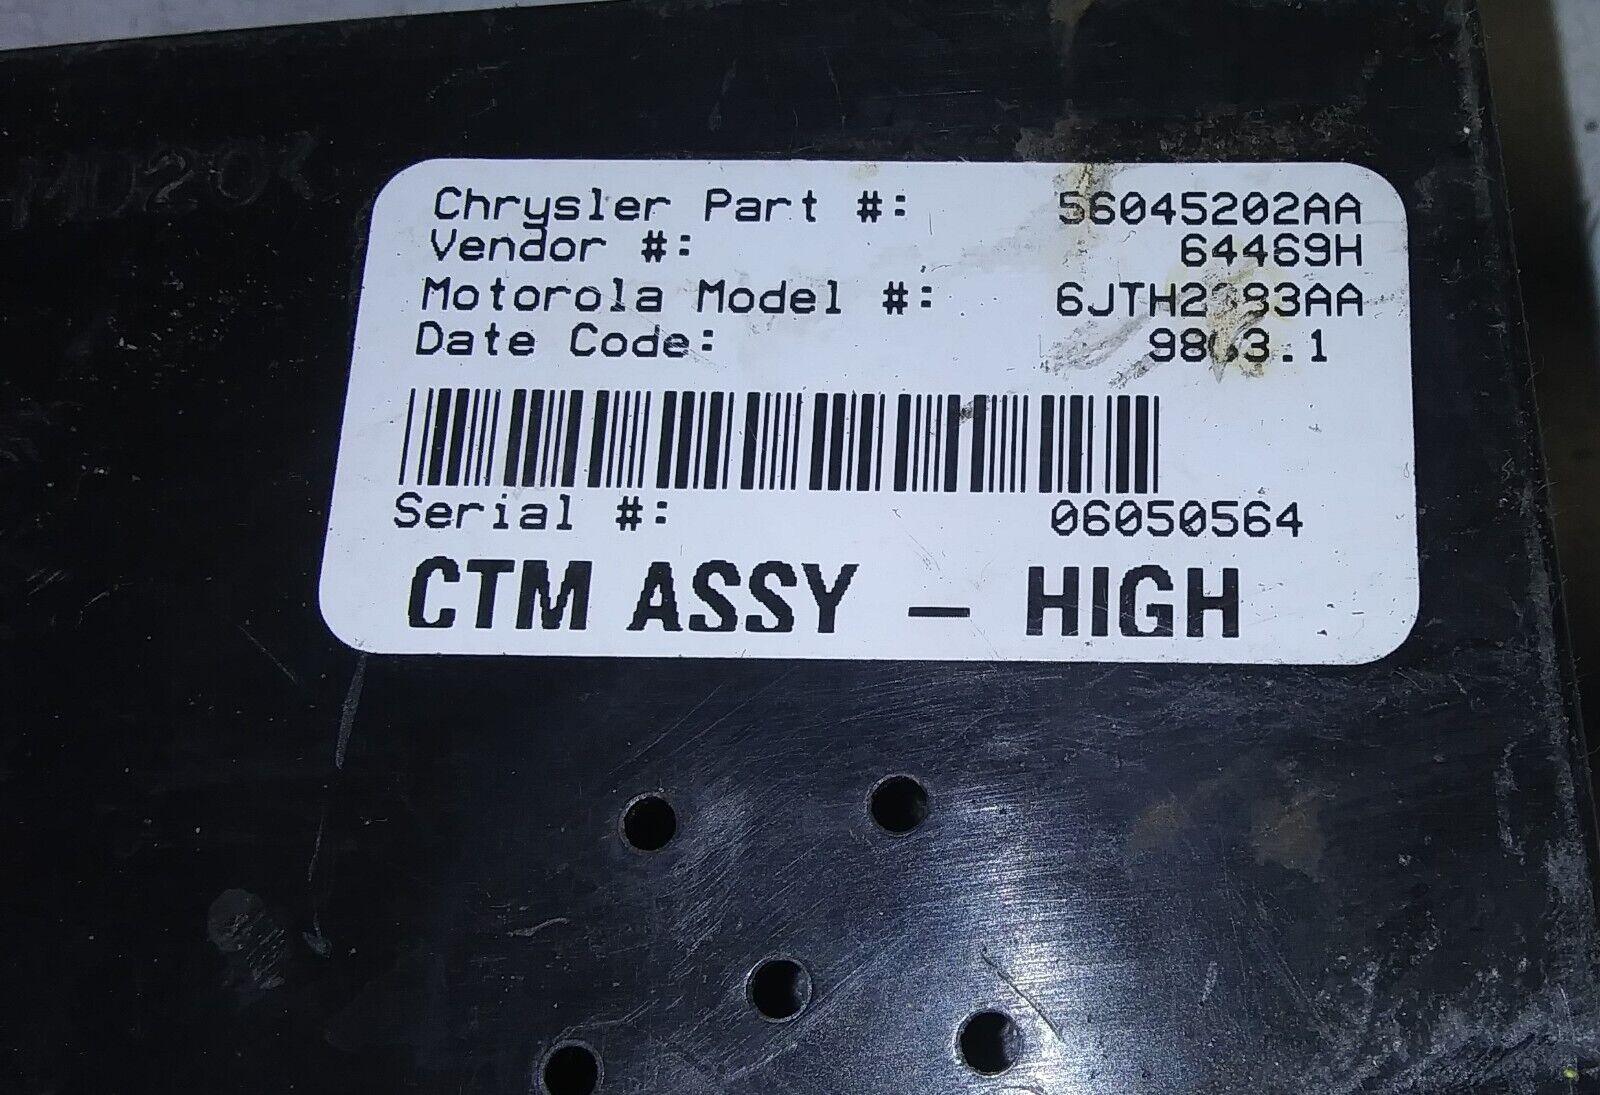 Chrysler Part #: 56045202AA
Vendor #: 64469H
Motorola Model #:
Date Code:
Serial #: 06050564
CTM ASSY – HIGH